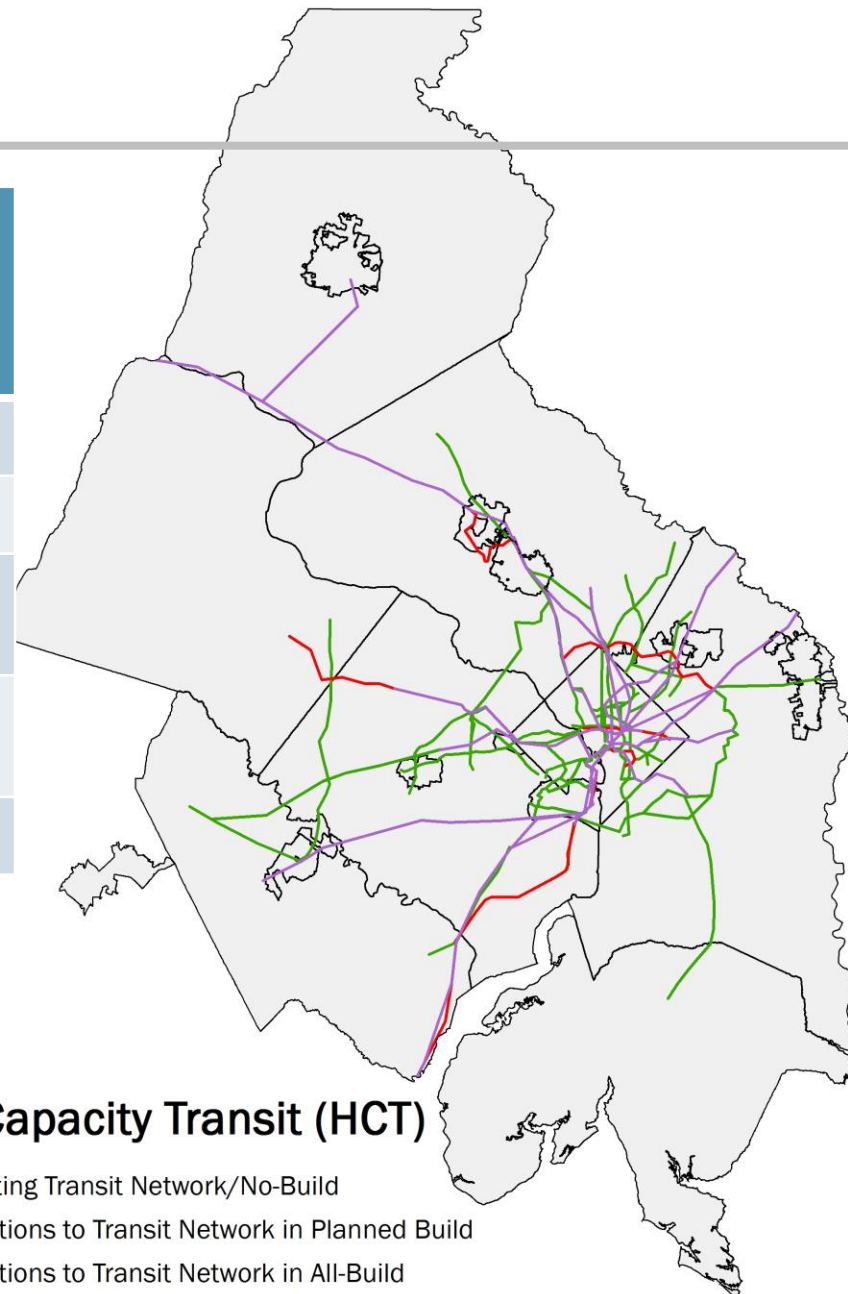 Capacity Transit (HCT)
ting Transit Network/No-Build
tions to Transit Network in Planned Build
tions to Transit Network in All-Build